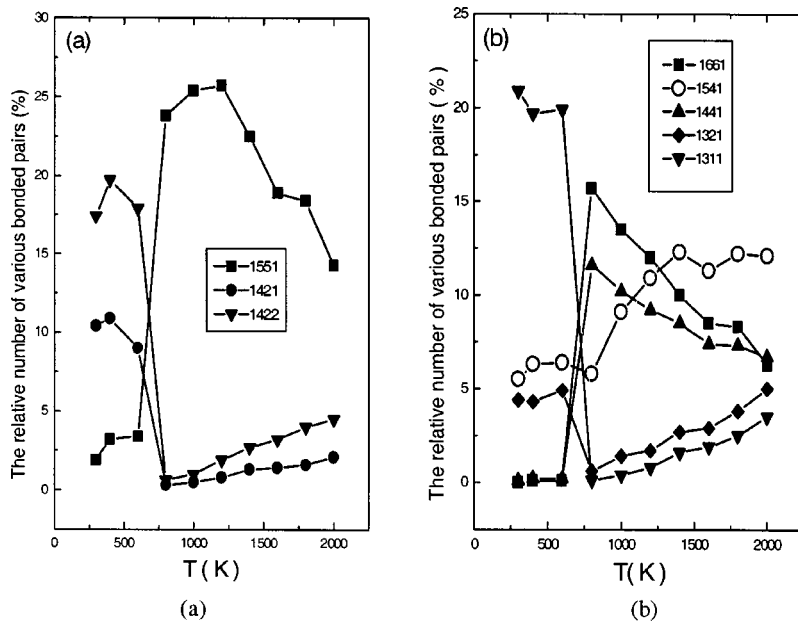 (a)
The relative number of various bonded pairs (%)
30
25
20
15
10
5
0
1551
1421
1422
0 500 1000 1500 2000
T(K)
(a)
(b)
The relative number of various bonded pairs (%)
25
20
15
10
5
0
1661
1541
1441
1321
1311
0 500 1000 1500 2000
T(K)
(b)